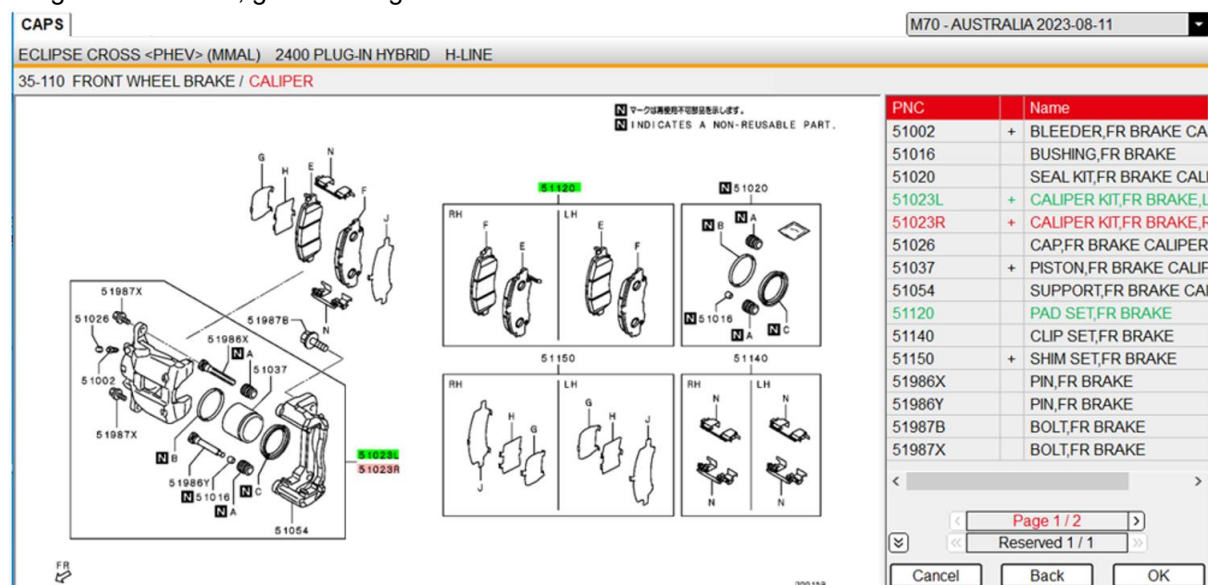 CAPS
M70 - AUSTRALIA 2023-08-11
ECLIPSE CROSS <PHEV> (MMAL) 2400 PLUG-IN HYBRID H-LINE
35-110 FRONT WHEEL BRAKE / CALIPER
N マークは再使用不可部品を示します。
N INDICATES A NON-REUSABLE PART.
G
H
E
N
F
J
N
51987X
51026
51002
51987X
51986X
N A
51987B
51037
N B
51986Y
N 51016
N A
N C
51054
51023L
51023R
FR
51120
RH
LH
F
E
E
F
N 51020
N A
N B
N 51016
N A
N C
51150
RH
LH
J
H
G
G
H
J
51140
RH
LH
N
N
N
N
PNC Name
51002 + BLEEDER,FR BRAKE CA
51016 BUSHING,FR BRAKE
51020 SEAL KIT,FR BRAKE CALI
51023L + CALIPER KIT,FR BRAKE,L
51023R + CALIPER KIT,FR BRAKE,R
51026 CAP,FR BRAKE CALIPER
51037 + PISTON,FR BRAKE CALIP
51054 SUPPORT,FR BRAKE CAL
51120 PAD SET,FR BRAKE
51140 CLIP SET,FR BRAKE
51150 + SHIM SET,FR BRAKE
51986X PIN,FR BRAKE
51986Y PIN,FR BRAKE
51987B BOLT,FR BRAKE
51987X BOLT,FR BRAKE
< >
< Page 1 / 2 >
« Reserved 1 / 1 »
Cancel Back OK